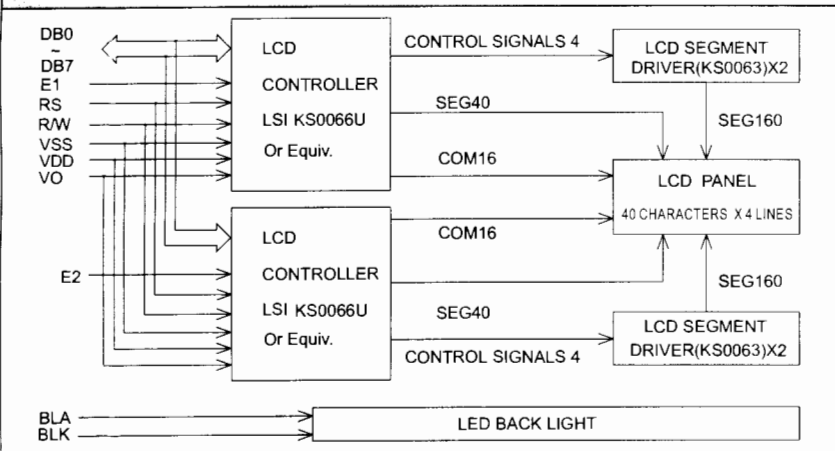 DB0
~
DB7
E1
RS
R/W
VSS
VDD
VO
LCD
CONTROLLER
LSI KS0066U
Or Equiv.
CONTROL SIGNALS 4
SEG40
COM16
LCD SEGMENT
DRIVER(KS0063)X2
SEG160
LCD PANEL
40 CHARACTERS X 4 LINES
E2
LCD
CONTROLLER
LSI KS0066U
Or Equiv.
COM16
SEG40
CONTROL SIGNALS 4
SEG160
LCD SEGMENT
DRIVER(KS0063)X2
BLA
BLK
LED BACK LIGHT